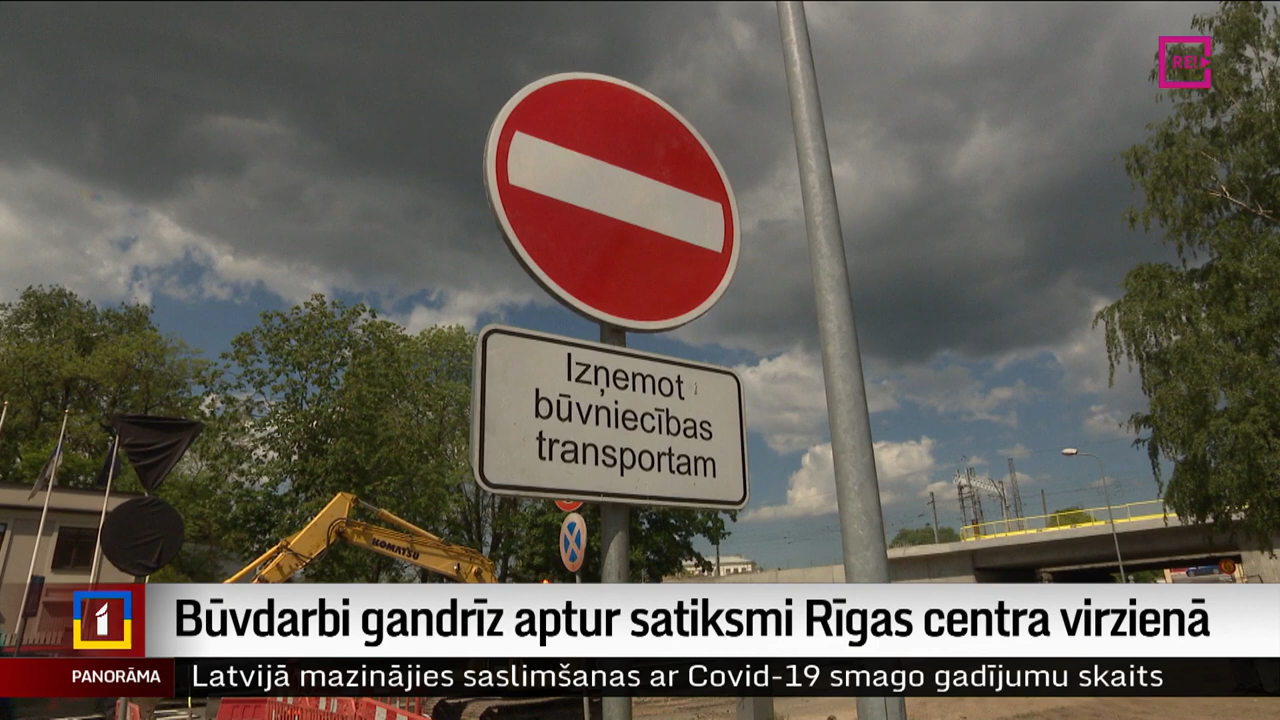 RE!
Izņemot
būvniecības
transportam
KOMATSU
1
Būvdarbi gandrīz aptur satiksmi Rīgas centra virzienā
PANORĀMA
Latvijā mazinājies saslimšanas ar Covid-19 smago gadījumu skaits